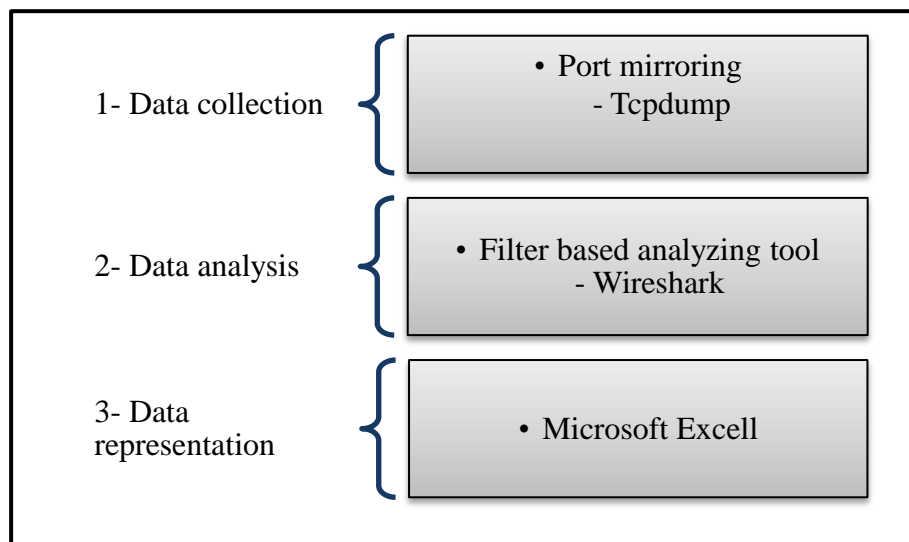 1- Data collection
• Port mirroring
- Tcpdump
2- Data analysis
• Filter based analyzing tool
- Wireshark
3- Data
representation
• Microsoft Excell